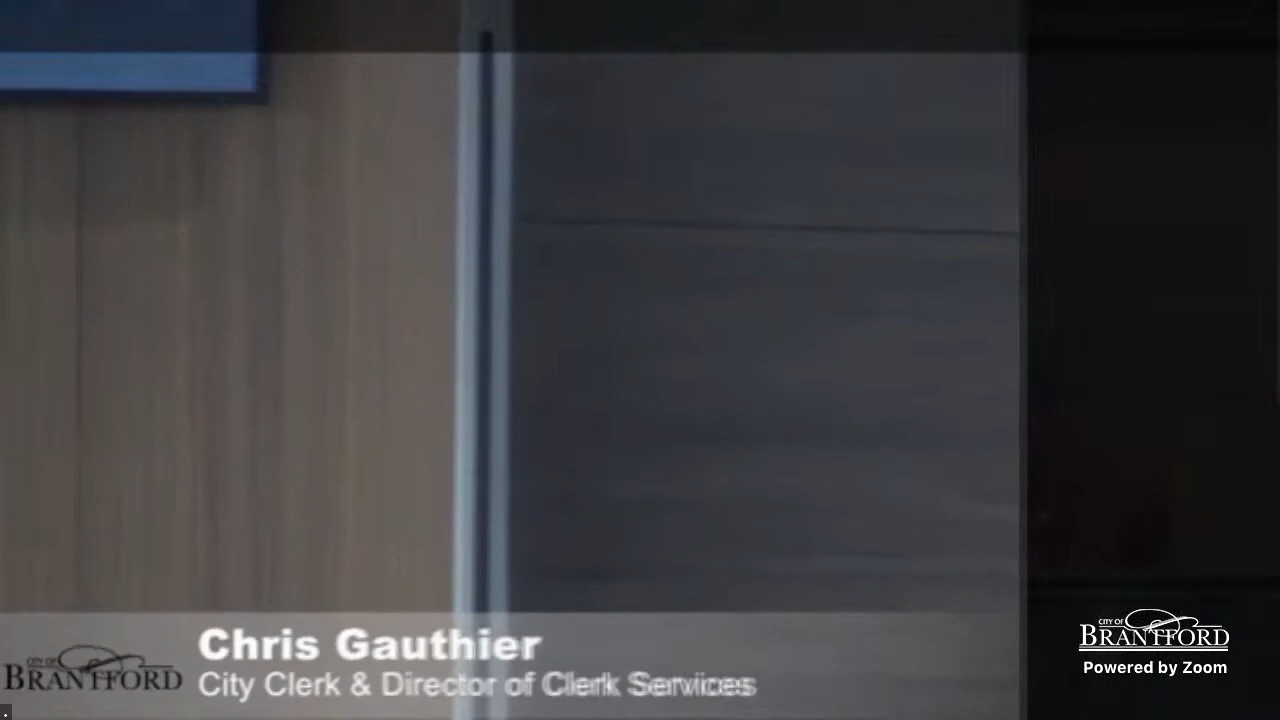 Chris Gauthier
City Clerk & Director of Clerk Services
CITY OF
BRANTFORD
CITY OF
BRANTFORD
Powered by Zoom